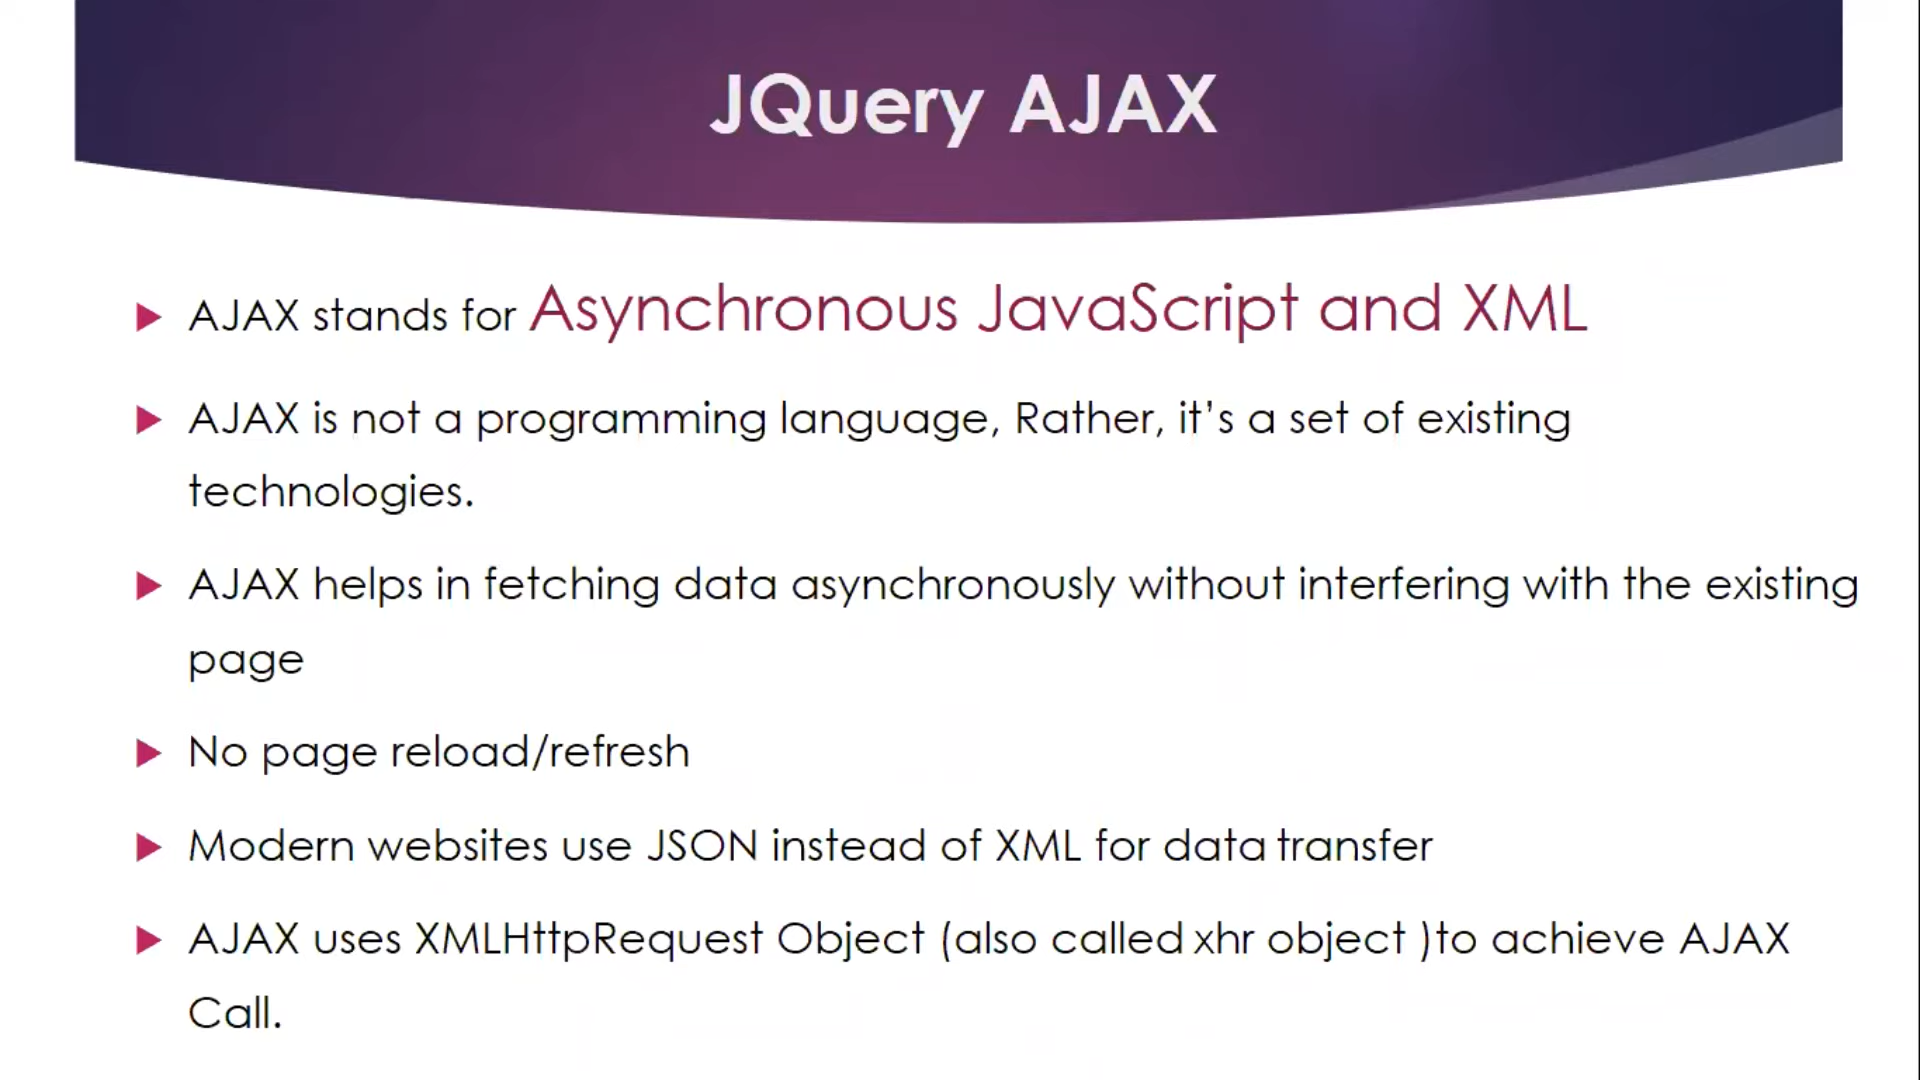 JQuery AJAX
AJAX stands for Asynchronous JavaScript and XML
AJAX is not a programming language, Rather, it’s a set of existing
technologies.
AJAX helps in fetching data asynchronously without interfering with the existing
page
No page reload/refresh
Modern websites use JSON instead of XML for data transfer
AJAX uses XMLHttpRequest Object (also called xhr object )to achieve AJAX
Call.